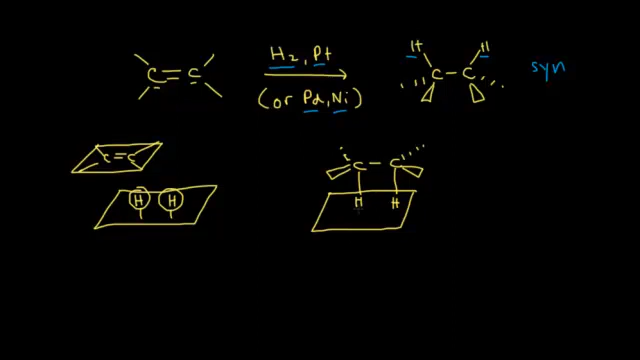 H H
H₂, Pt
syn
C=C
C-C
(or Pd, Ni)
C=C
C-C
H H
H H